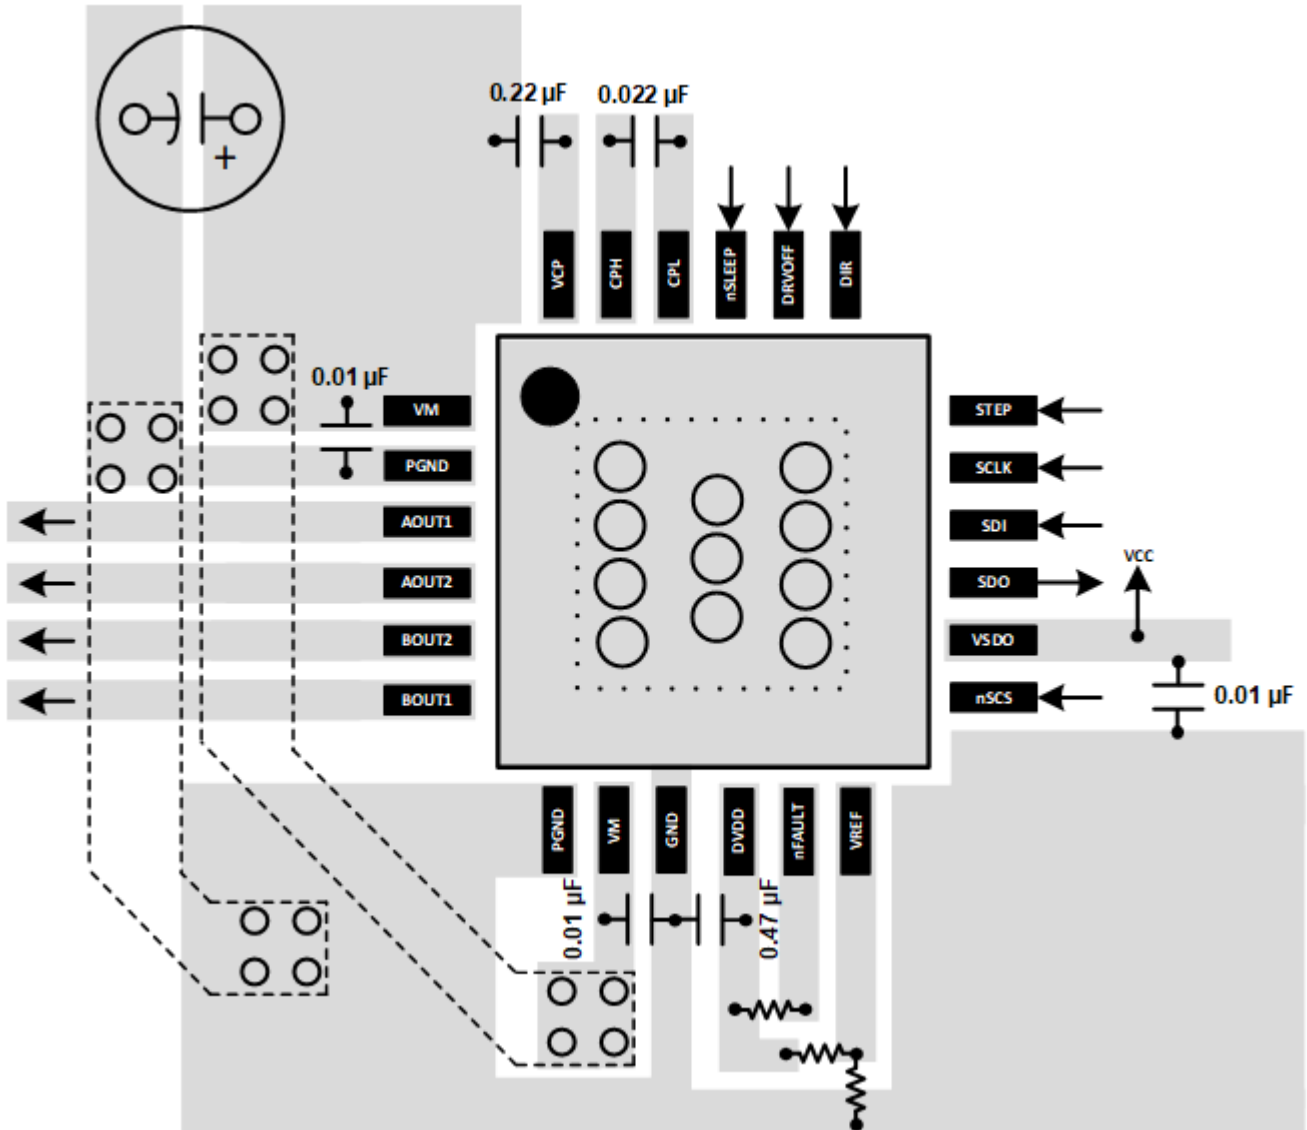 0.22 µF
0.022 µF
+
VCP
CPH
CPL
nSLEEP
DRVOFF
DIR
0.01 µF
VM
PGND
AOUT1
AOUT2
BOUT2
BOUT1
STEP
SCLK
SDI
SDO
VSDO
nSCS
VCC
0.01 µF
PGND
VM
GND
DVDD
nFAULT
VREF
0.01 µF
0.47 µF